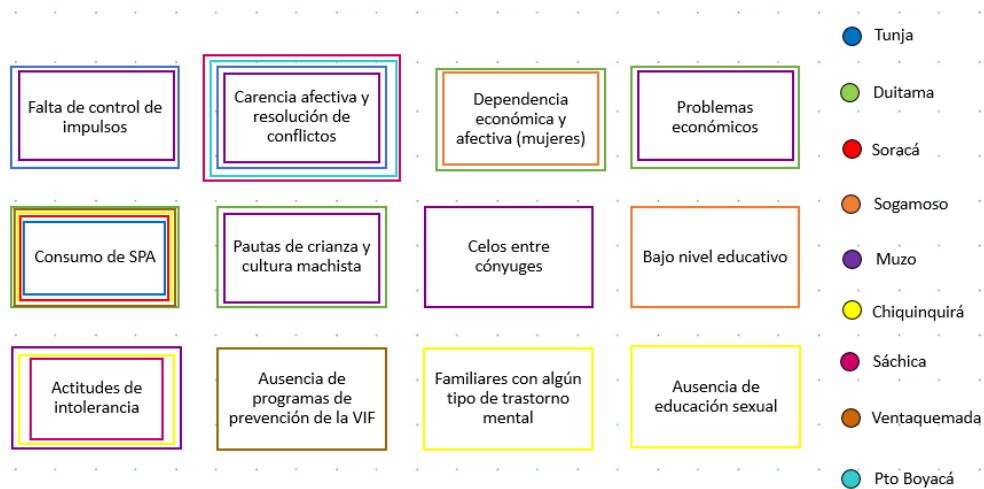 Falta de control de
impulsos
Carencia afectiva y
resolución de
conflictos
Dependencia
económica y
afectiva (mujeres)
Problemas
económicos
Consumo de SPA
Pautas de crianza y
cultura machista
Celos entre
cónyuges
Bajo nivel educativo
Actitudes de
intolerancia
Ausencia de
programas de
prevención de la VIF
Familiares con algún
tipo de trastorno
mental
Ausencia de
educación sexual
Tunja
Duitama
Soracá
Sogamoso
Muzo
Chiquinquirá
Sáchica
Ventaquemada
Pto Boyacá